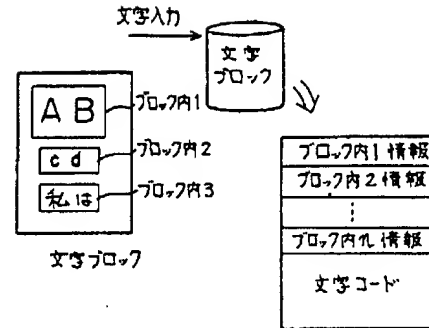 文字入力
文字
ブロック
A B
ブロック内1
c d
ブロック内2
私は
ブロック内3
文字ブロック
ブロック内1情報
ブロック内2情報
⋮
ブロック内n情報
文字コード